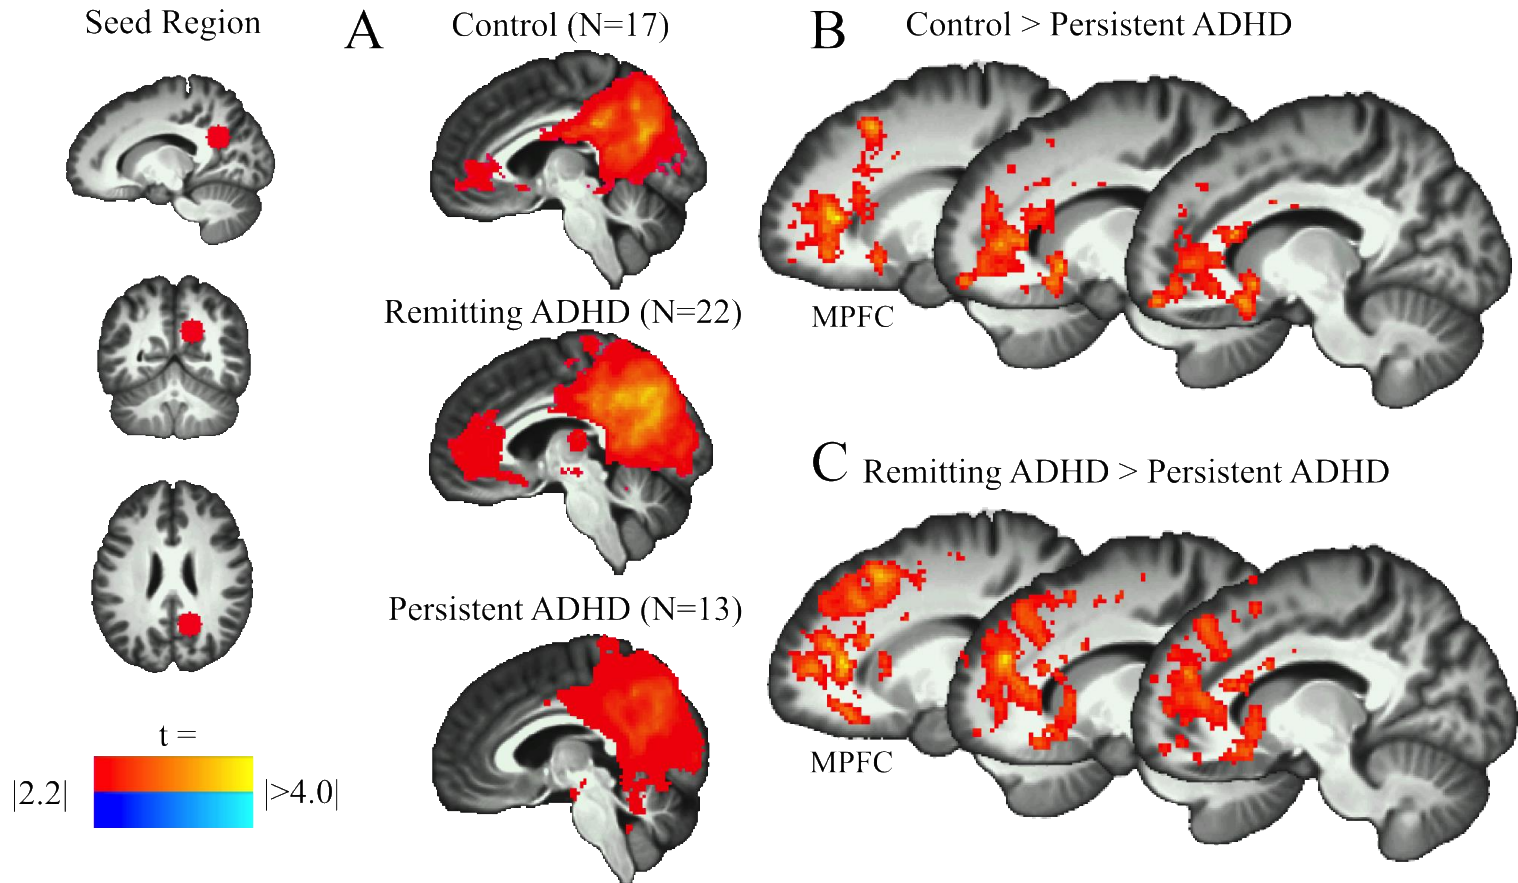 Seed Region
t =
|2.2|
|>4.0|
A
Control (N=17)
Remitting ADHD (N=22)
Persistent ADHD (N=13)
B
Control > Persistent ADHD
MPFC
C
Remitting ADHD > Persistent ADHD
MPFC